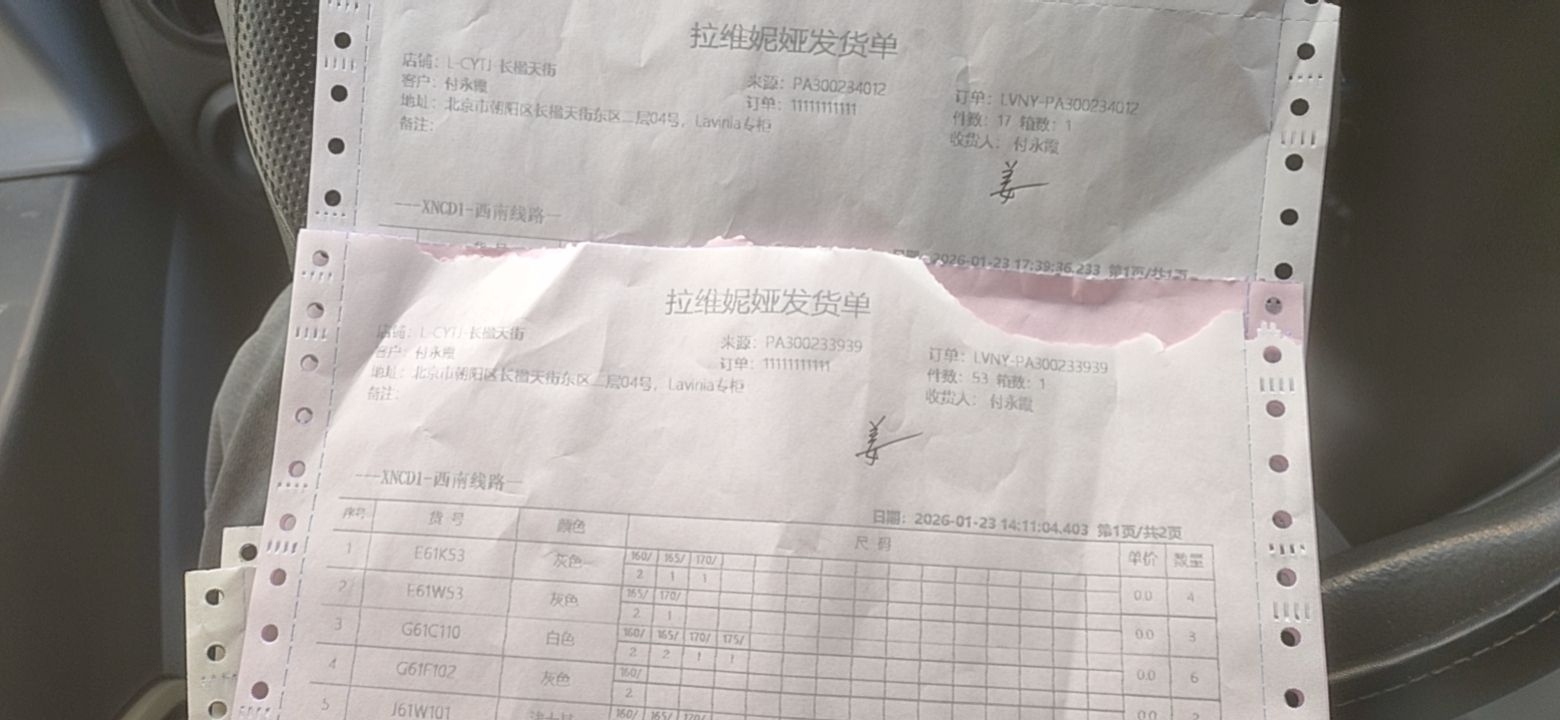 拉维妮娅发货单
店铺：L-CYTJ-长楹天街
客户：付永霞
地址：北京市朝阳区长楹天街东区二层04号，Lavinia专柜
备注：
来源：PA300234012
订单：11111111111
订单：LVNY-PA300234012
件数：17 箱数：1
收货人：付永霞
姜
---XNCD1-西南线路—
货 号
日期：2026-01-23 17:39:36.233 第1页/共1页
拉维妮娅发货单
店铺：L-CYTJ-长楹天街
客户：付永霞
地址：北京市朝阳区长楹天街东区二层04号，Lavinia专柜
备注：
来源：PA300233939
订单：11111111111
订单：LVNY-PA300233939
件数：53 箱数：1
收货人：付永霞
姜
---XNCD1-西南线路—
日期：2026-01-23 14:11:04.403 第1页/共2页
序号 货 号 颜色 尺 码 单价 数量
1 E61K53 灰色 160/ 165/ 170/ 0.0 4
2 1 1
2 E61W53 灰色 165/ 170/ 0.0 3
2 1
3 G61C110 白色 160/ 165/ 170/ 175/ 0.0 6
2 2 1 1
4 G61F102 灰色 160/ 0.0 2
2
5 J61W101 160/ 165/ 170/